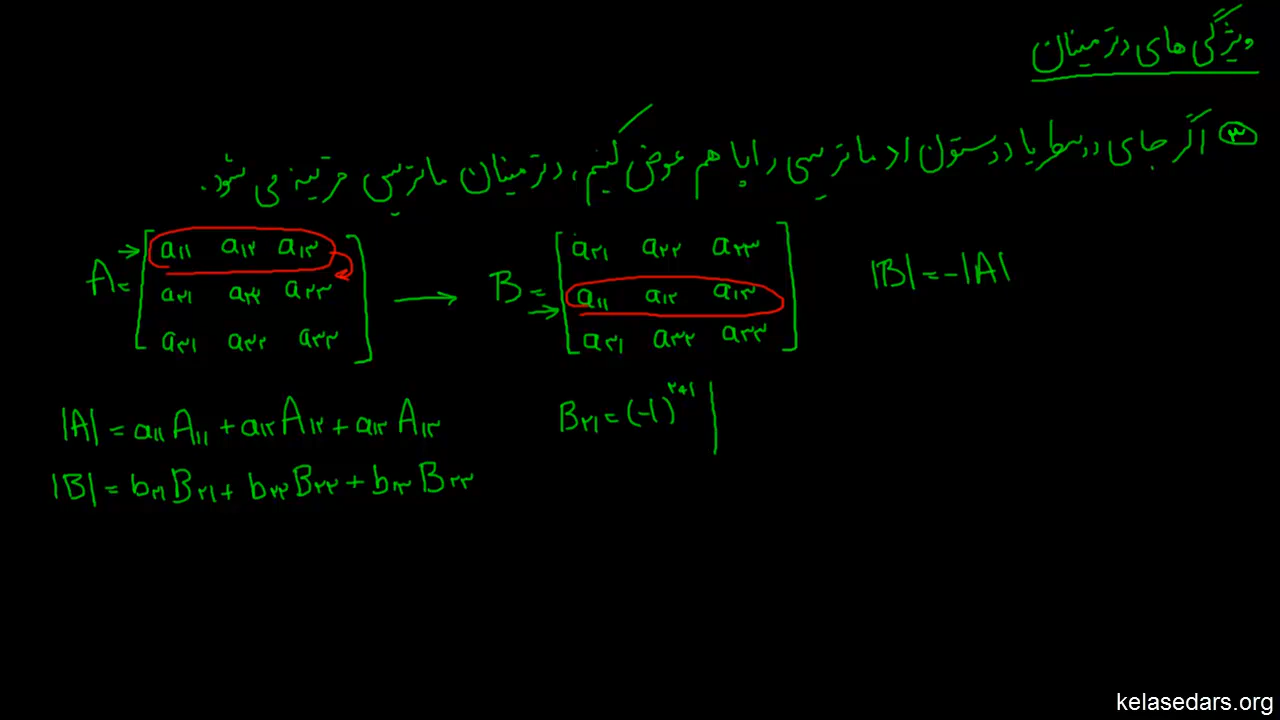 ویژگی های دترمینان
۳ اگر جای دو سطر یا دو ستون از ماتریسی را با هم عوض کنیم، دترمینان ماتریس قرینه می شود.
A = [a۱۱ a۱۲ a۱۳
a۲۱ a۲۲ a۲۳
a۳۱ a۳۲ a۳۳]
→
B = [a۲۱ a۲۲ a۲۳
a۱۱ a۱۲ a۱۳
a۳۱ a۳۲ a۳۳]
|B| = -|A|
|A| = a۱۱ A۱۱ + a۱۲ A۱۲ + a۱۳ A۱۳
B۲۱ = (-۱)^۲+۱ |
|B| = b۲۱ B۲۱ + b۲۲ B۲۲ + b۲۳ B۲۳
kelasedars.org